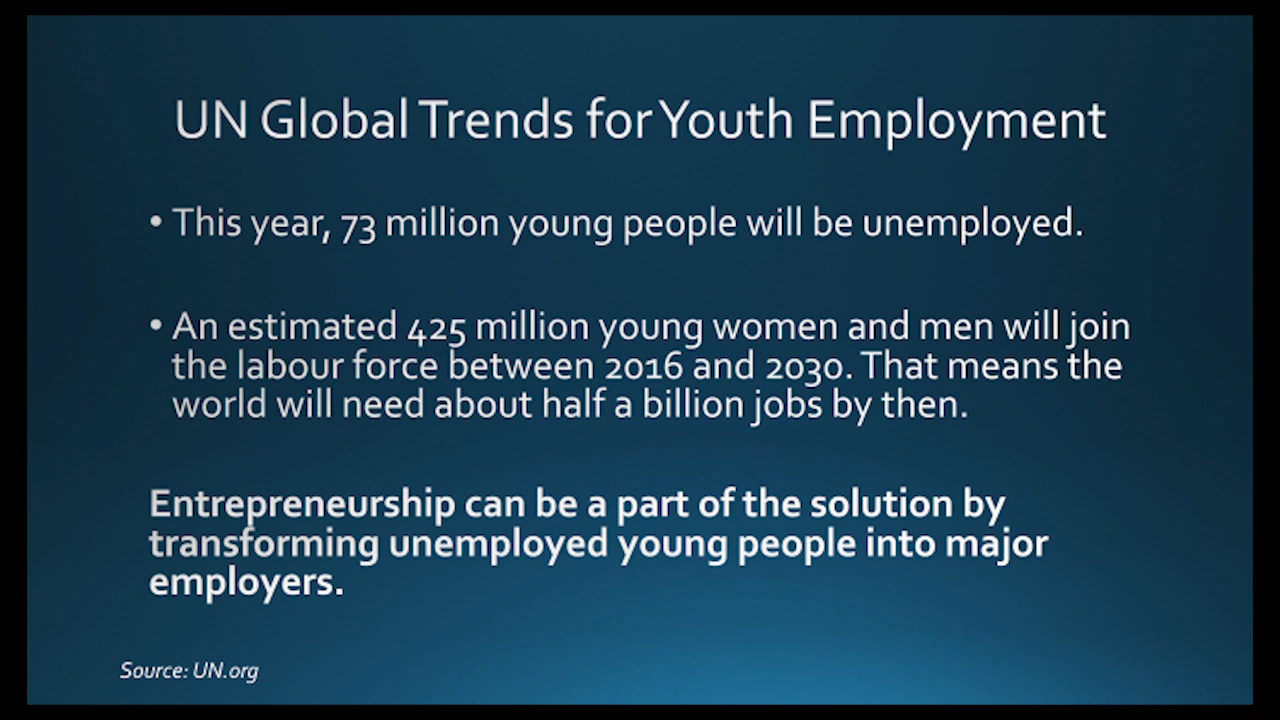 UN Global Trends for Youth Employment
• This year, 73 million young people will be unemployed.
• An estimated 425 million young women and men will join
the labour force between 2016 and 2030. That means the
world will need about half a billion jobs by then.
Entrepreneurship can be a part of the solution by
transforming unemployed young people into major
employers.
Source: UN.org